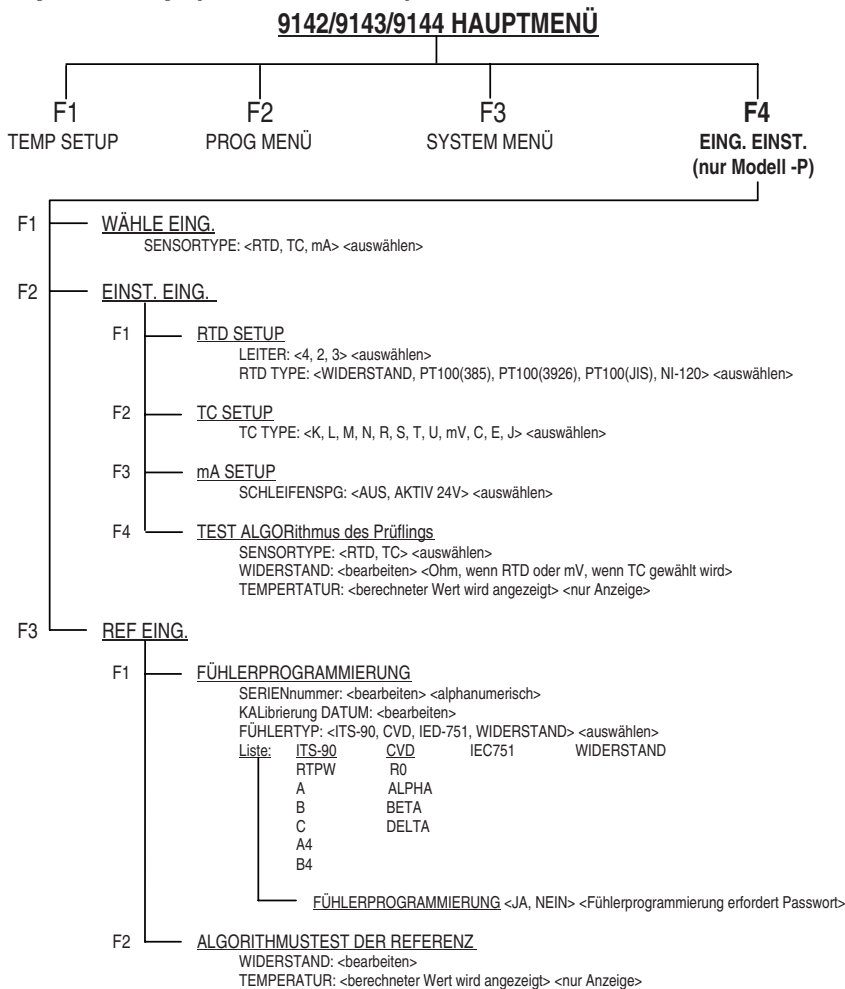 9142/9143/9144 HAUPTMENÜ
F1 F2 F3 F4
TEMP SETUP PROG MENÜ SYSTEM MENÜ EING. EINST.
(nur Modell -P)
F1 WÄHLE EING.
SENSORTYPE: <RTD, TC, mA> <auswählen>
F2 EINST. EING.
F1 RTD SETUP
LEITER: <4, 2, 3> <auswählen>
RTD TYPE: <WIDERSTAND, PT100(385), PT100(3926), PT100(JIS), NI-120> <auswählen>
F2 TC SETUP
TC TYPE: <K, L, M, N, R, S, T, U, mV, C, E, J> <auswählen>
F3 mA SETUP
SCHLEIFENSPG: <AUS, AKTIV 24V> <auswählen>
F4 TEST ALGORithmus des Prüflings
SENSORTYPE: <RTD, TC> <auswählen>
WIDERSTAND: <bearbeiten> <Ohm, wenn RTD oder mV, wenn TC gewählt wird>
TEMPERTATUR: <berechneter Wert wird angezeigt> <nur Anzeige>
F3 REF EING.
F1 FÜHLERPROGRAMMIERUNG
SERIENnummer: <bearbeiten> <alphanumerisch>
KALibrierung DATUM: <bearbeiten>
FÜHLERTYP: <ITS-90, CVD, IED-751, WIDERSTAND> <auswählen>
Liste: ITS-90 CVD IEC751 WIDERSTAND
RTPW R0
A ALPHA
B BETA
C DELTA
A4
B4
FÜHLERPROGRAMMIERUNG <JA, NEIN> <Fühlerprogrammierung erfordert Passwort>
F2 ALGORITHMUSTEST DER REFERENZ
WIDERSTAND: <bearbeiten>
TEMPERATUR: <berechneter Wert wird angezeigt> <nur Anzeige>